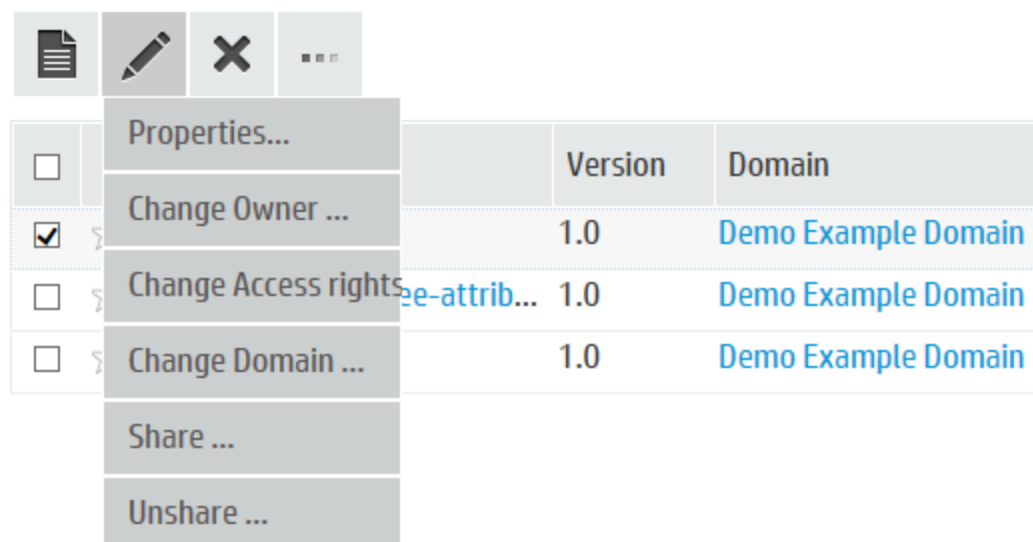 Properties...
Version Domain
Change Owner ...
1.0 Demo Example Domain
Change Access rights
ee-attrib... 1.0 Demo Example Domain
Change Domain ...
1.0 Demo Example Domain
Share ...
Unshare ...